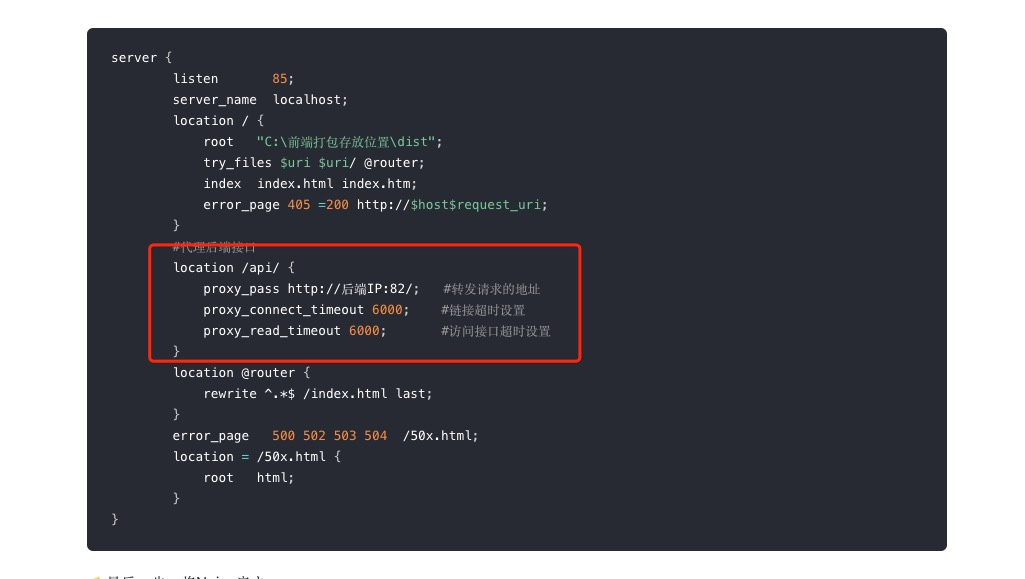 server {
listen 85;
server_name localhost;
location / {
root "C:\前端打包存放位置\dist";
try_files $uri $uri/ @router;
index index.html index.htm;
error_page 405 =200 http://$host$request_uri;
}
#代理后端接口
location /api/ {
proxy_pass http://后端IP:82/; #转发请求的地址
proxy_connect_timeout 6000; #链接超时设置
proxy_read_timeout 6000; #访问接口超时设置
}
location @router {
rewrite ^.*$ /index.html last;
}
error_page 500 502 503 504 /50x.html;
location = /50x.html {
root html;
}
}